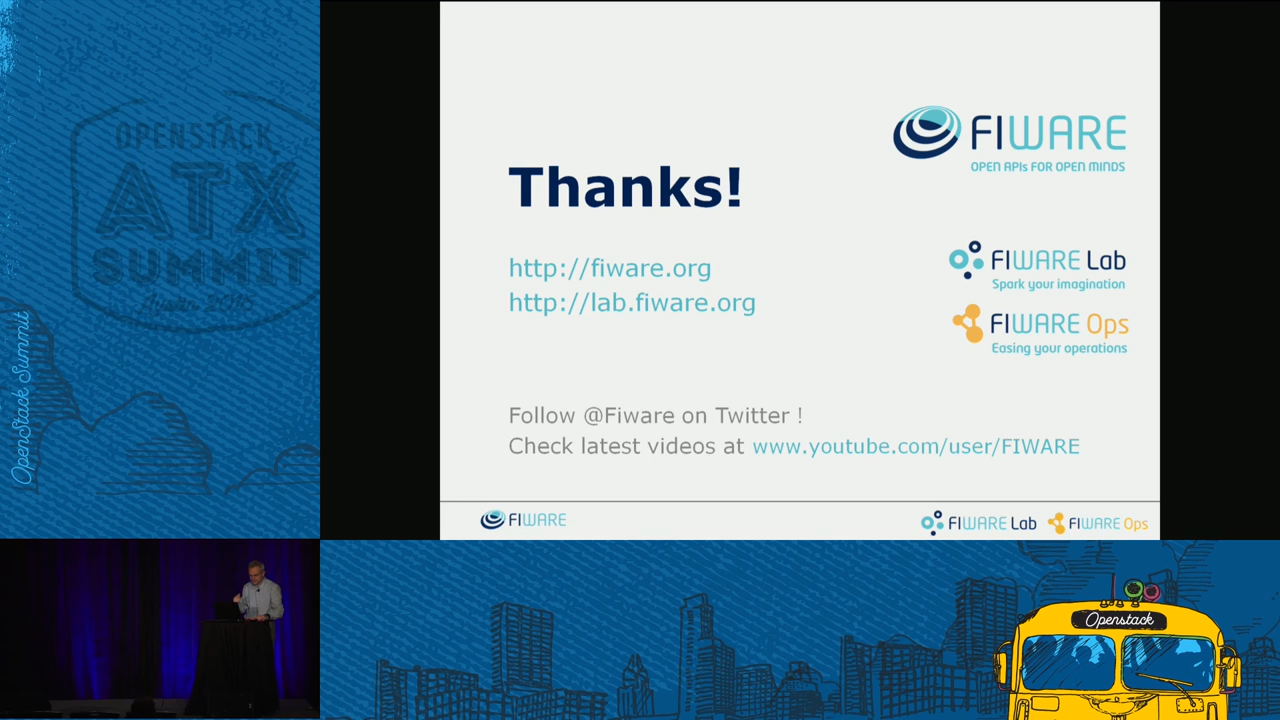 OPENSTACK
ATX
SUMMIT
Austin 2016
OpenStack Summit
FIWARE
OPEN APIs FOR OPEN MINDS
Thanks!
http://fiware.org
http://lab.fiware.org
FIWARE Lab
Spark your imagination
FIWARE Ops
Easing your operations
Follow @Fiware on Twitter !
Check latest videos at www.youtube.com/user/FIWARE
FIWARE
FIWARE Lab
FIWARE Ops
Openstack